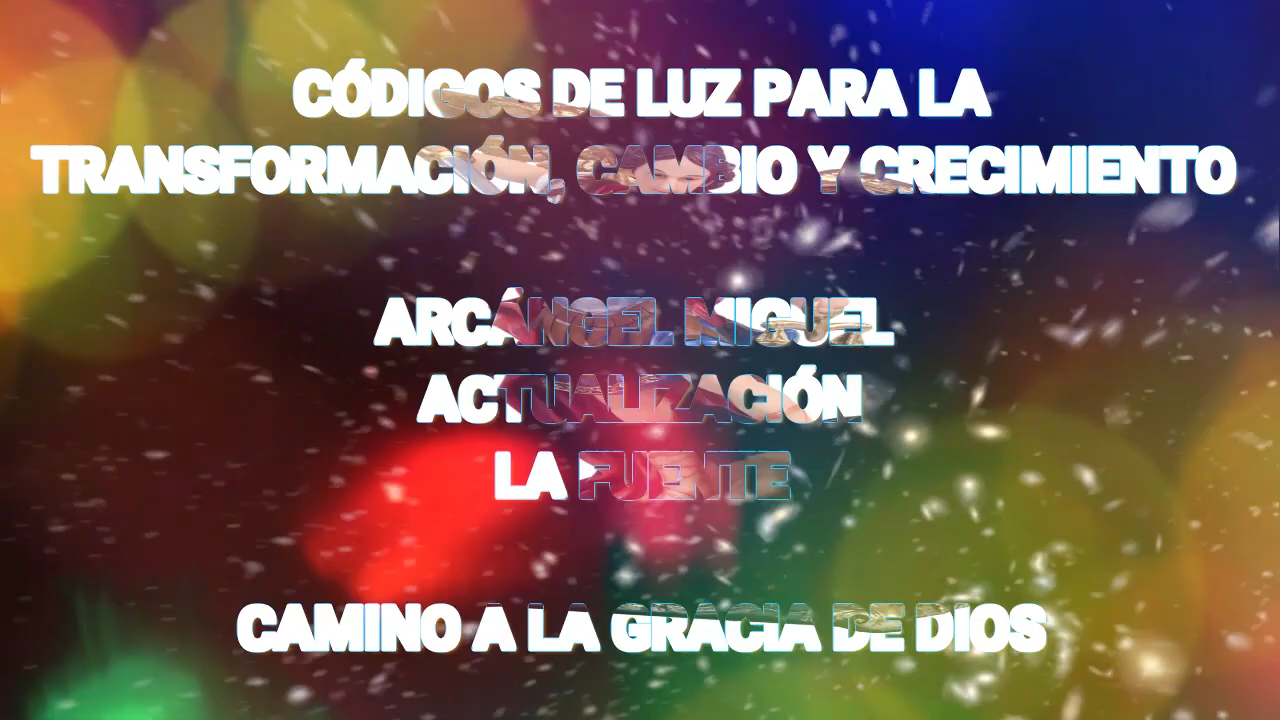 CÓDIGOS DE LUZ PARA LA
TRANSFORMACIÓN, CAMBIO Y CRECIMIENTO
ARCÁNGEL MIGUEL
ACTUALIZACIÓN
LA FUENTE
CAMINO A LA GRACIA DE DIOS